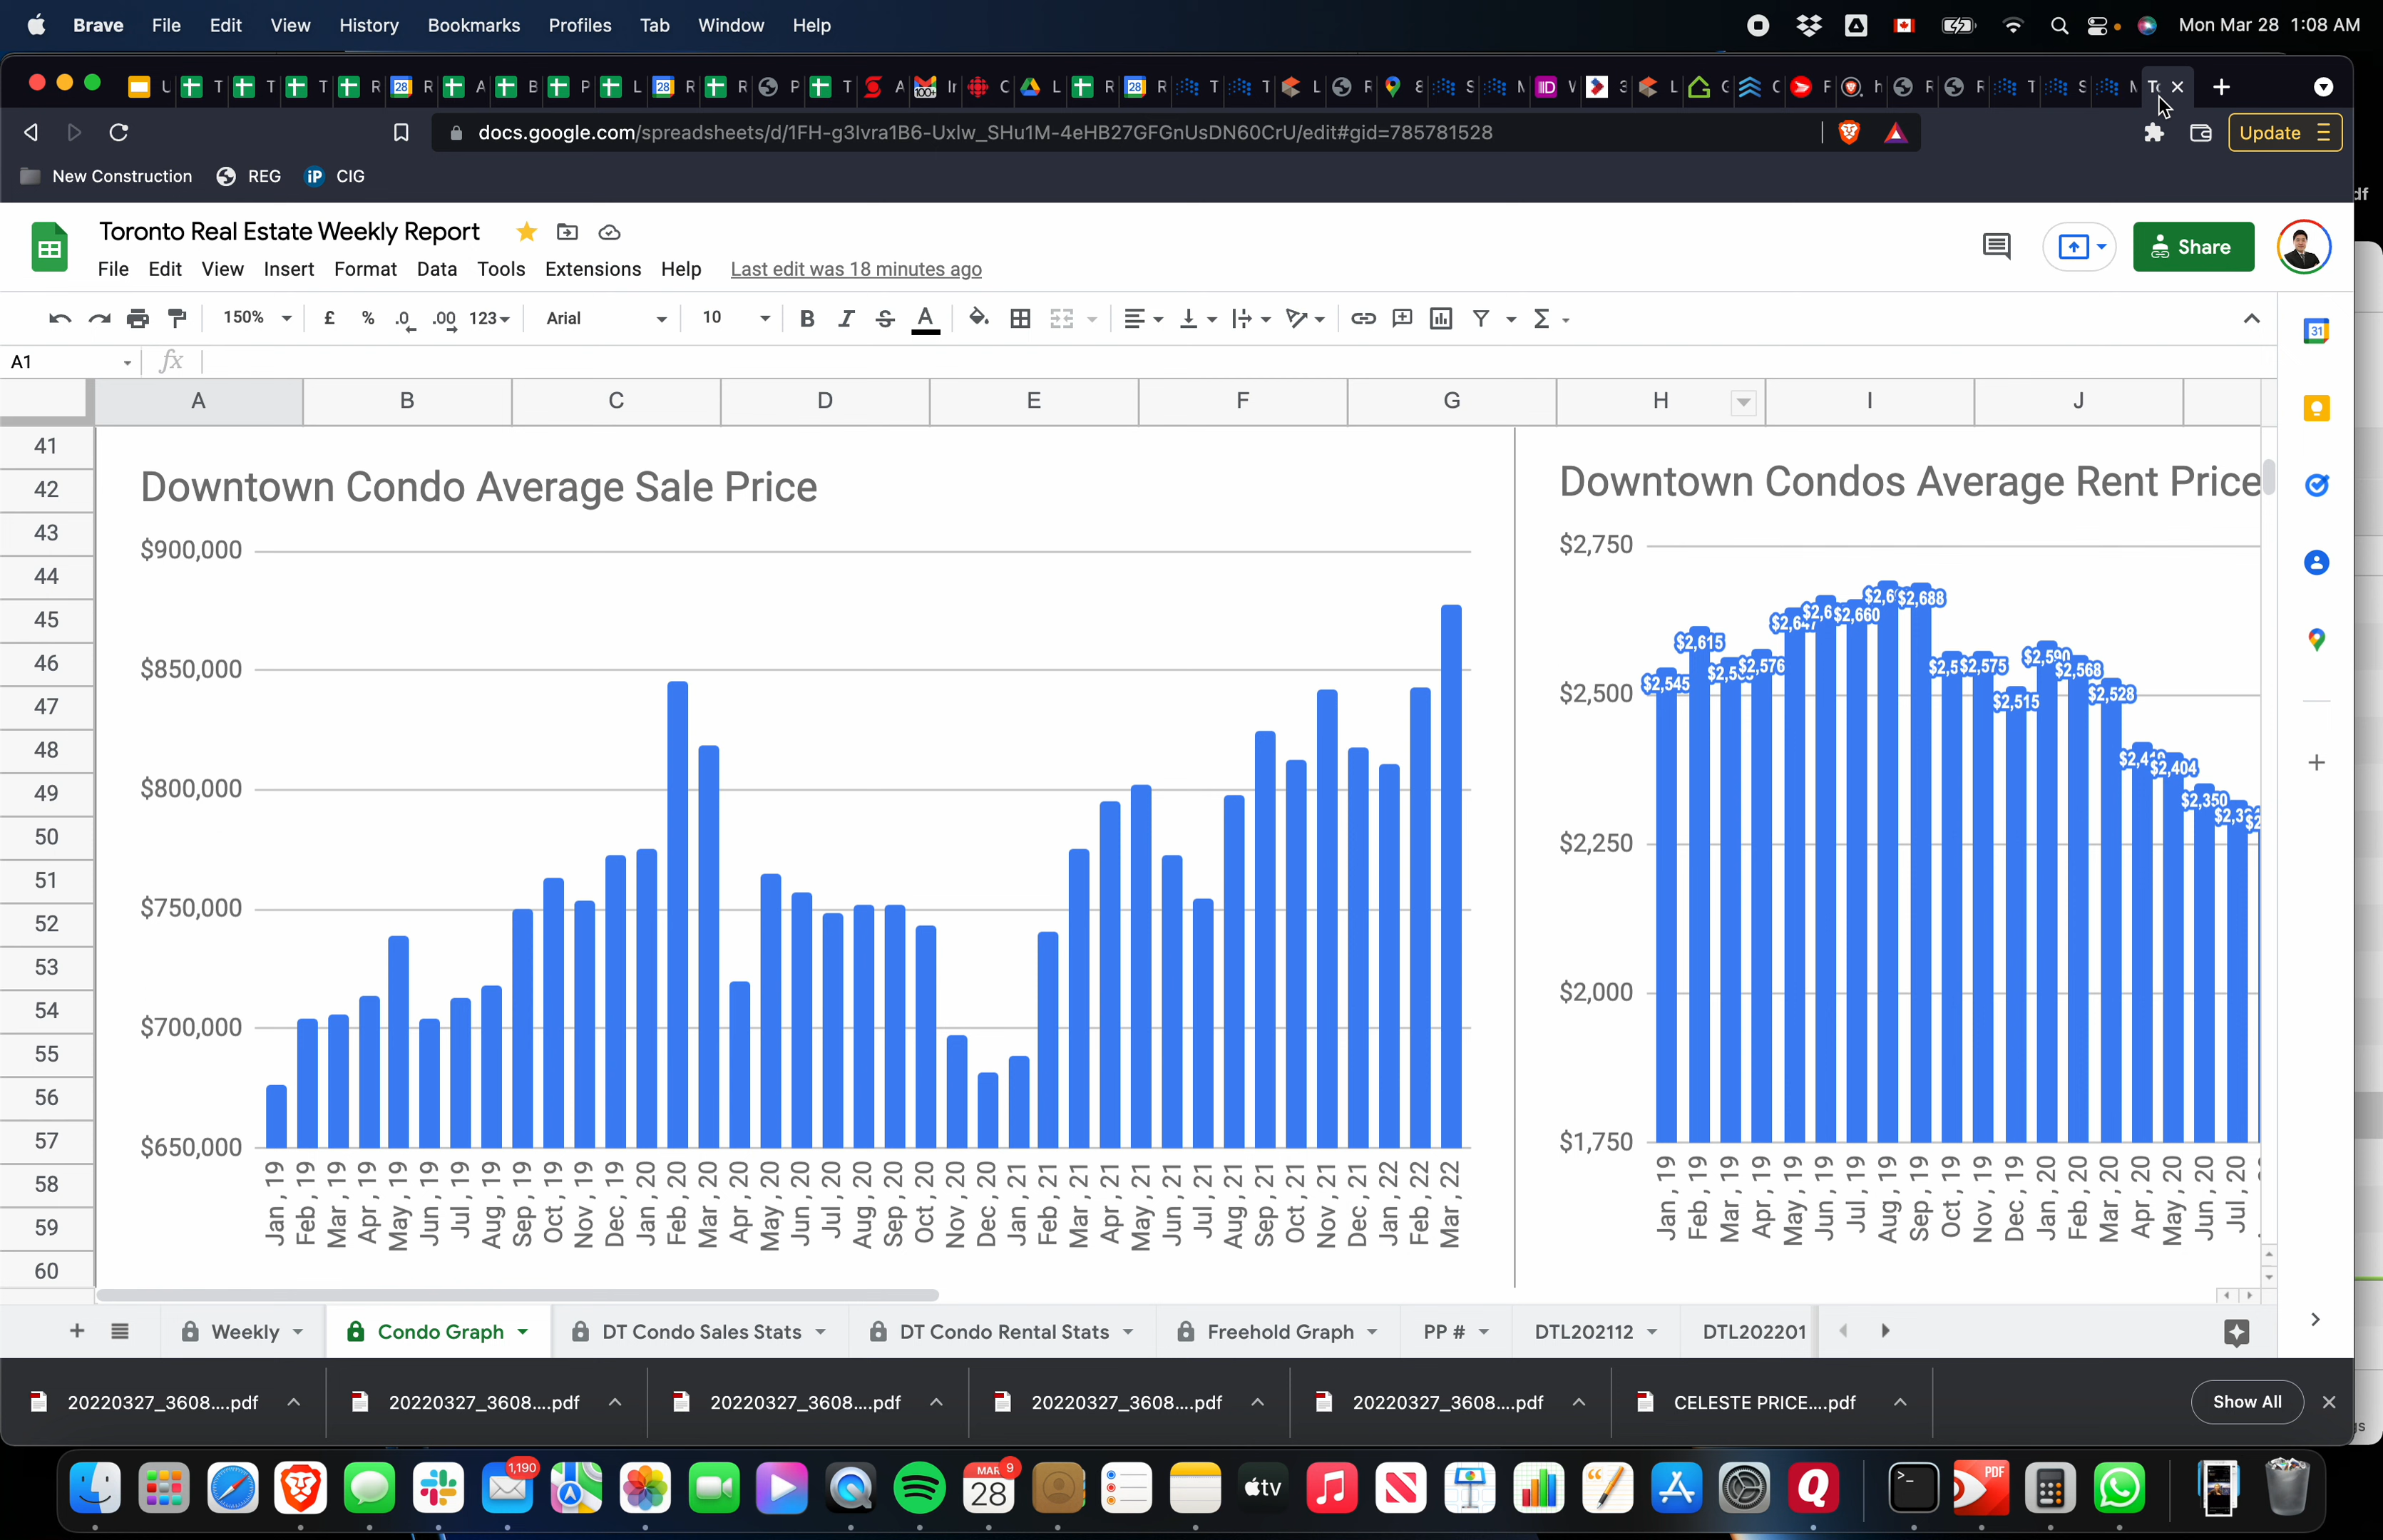 Brave File Edit View History Bookmarks Profiles Tab Window Help Mon Mar 28 1:08 AM
docs.google.com/spreadsheets/d/1FH-g3Ivra1B6-UxIw_SHu1M-4eHB27GFGnUsDN60CrU/edit#gid=785781528 Update
New Construction REG CIG
Toronto Real Estate Weekly Report
Share
File Edit View Insert Format Data Tools Extensions Help Last edit was 18 minutes ago
150% £ % .0 .00 123 Arial 10 B I S A
A1 fx
A B C D E F G H I J
41
42
43
44
45
46
47
48
49
50
51
52
53
54
55
56
57
58
59
60
Downtown Condo Average Sale Price
$900,000
$850,000
$800,000
$750,000
$700,000
$650,000
Jan, 19 Feb, 19 Mar, 19 Apr, 19 May, 19 Jun, 19 Jul, 19 Aug, 19 Sep, 19 Oct, 19 Nov, 19 Dec, 19 Jan, 20 Feb, 20 Mar, 20 Apr, 20 May, 20 Jun, 20 Jul, 20 Aug, 20 Sep, 20 Oct, 20 Nov, 20 Dec, 20 Jan, 21 Feb, 21 Mar, 21 Apr, 21 May, 21 Jun, 21 Jul, 21 Aug, 21 Sep, 21 Oct, 21 Nov, 21 Dec, 21 Jan, 22 Feb, 22 Mar, 22
Downtown Condos Average Rent Price
$2,750
$2,500
$2,250
$2,000
$1,750
$2,545 $2,615 $2,576 $2,660 $2,688 $2,575 $2,515 $2,590 $2,568 $2,528 $2,404 $2,350
Jan, 19 Feb, 19 Mar, 19 Apr, 19 May, 19 Jun, 19 Jul, 19 Aug, 19 Sep, 19 Oct, 19 Nov, 19 Dec, 19 Jan, 20 Feb, 20 Mar, 20 Apr, 20 May, 20 Jun, 20 Jul, 20
Weekly Condo Graph DT Condo Sales Stats DT Condo Rental Stats Freehold Graph PP # DTL202112 DTL202201
20220327_3608....pdf 20220327_3608....pdf 20220327_3608....pdf 20220327_3608....pdf 20220327_3608....pdf CELESTE PRICE....pdf Show All
1,190 MAR 9 28 tv PDF